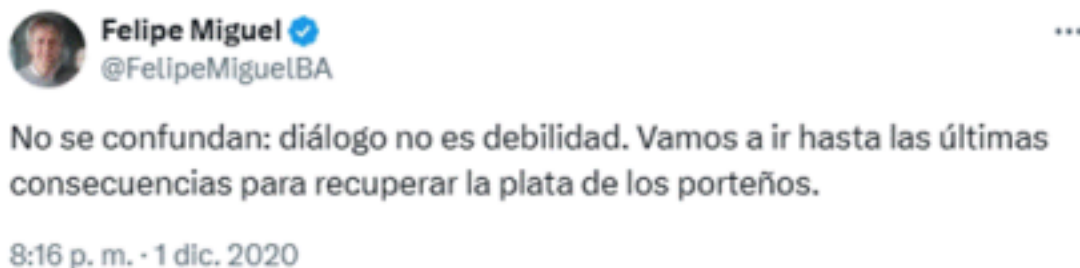 Felipe Miguel
@FelipeMiguelBA
No se confundan: diálogo no es debilidad. Vamos a ir hasta las últimas
consecuencias para recuperar la plata de los porteños.
8:16 p. m. · 1 dic. 2020